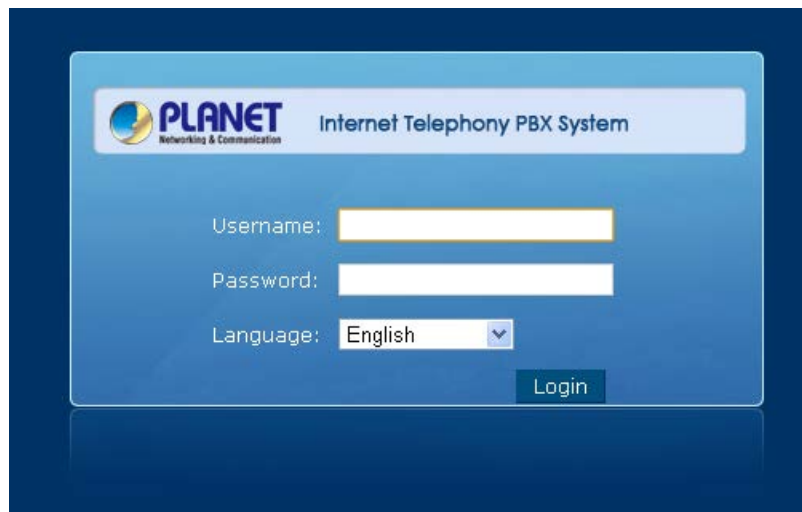 PLANET
Networking & Communication
Internet Telephony PBX System
Username:
Password:
Language: English
Login